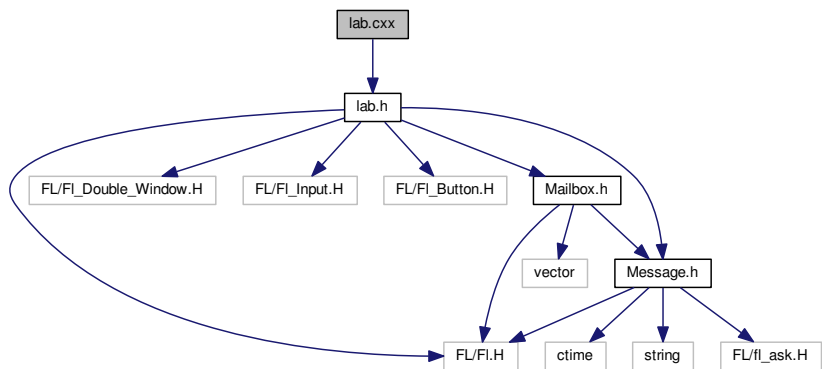 lab.cxx
lab.h
FL/Fl_Double_Window.H
FL/Fl_Input.H
FL/Fl_Button.H
Mailbox.h
vector
Message.h
FL/Fl.H
ctime
string
FL/fl_ask.H